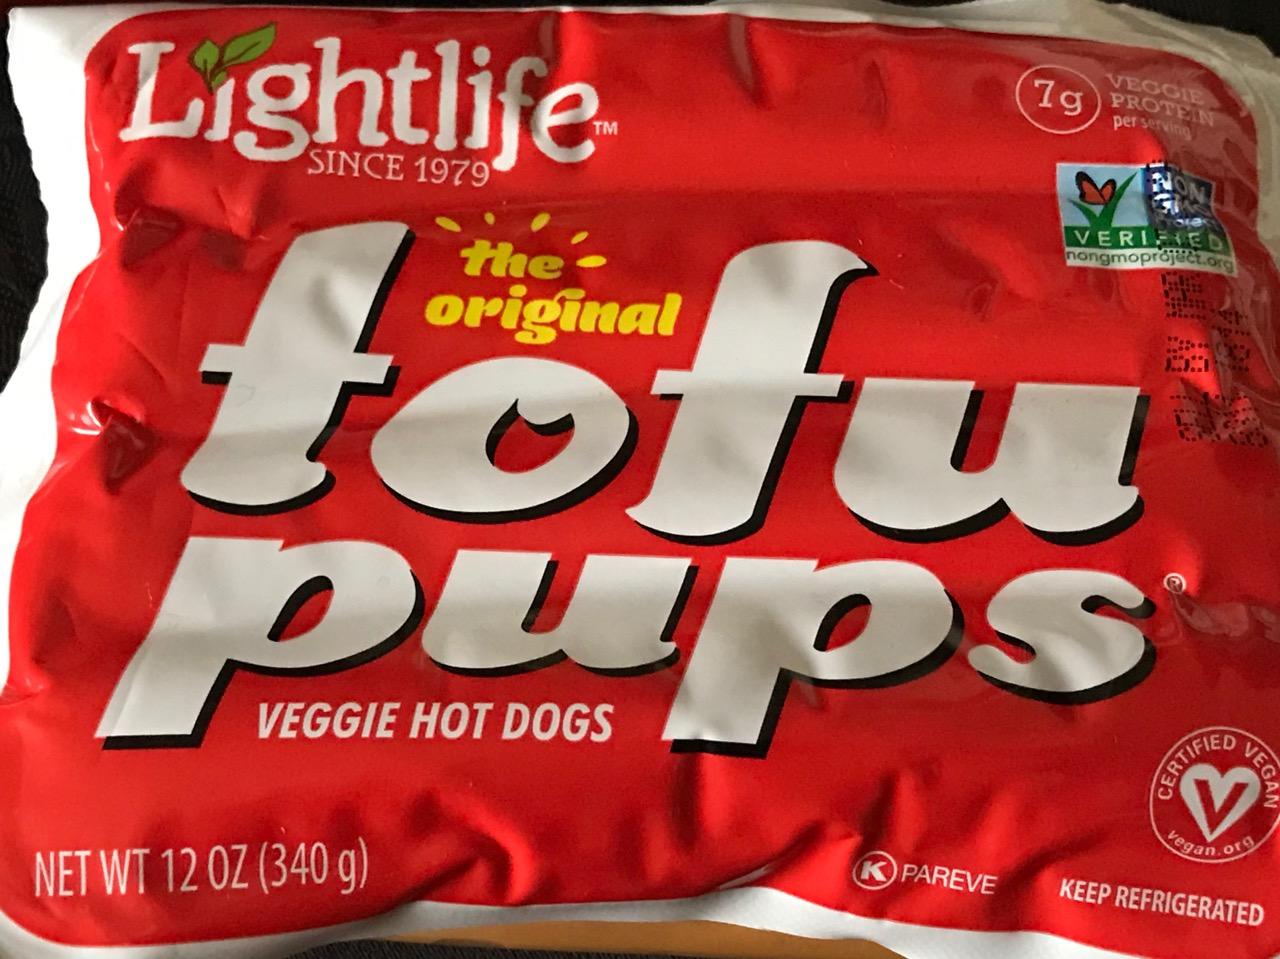 Lightlife™
SINCE 1979
7g
VEGGIE
PROTEIN
per serving
NON
VERIFIED
nongmoproject.org
the
original
tofu
pups®
VEGGIE HOT DOGS
CERTIFIED VEGAN
V
vegan.org
NET WT 12 OZ (340 g)
K PAREVE
KEEP REFRIGERATED